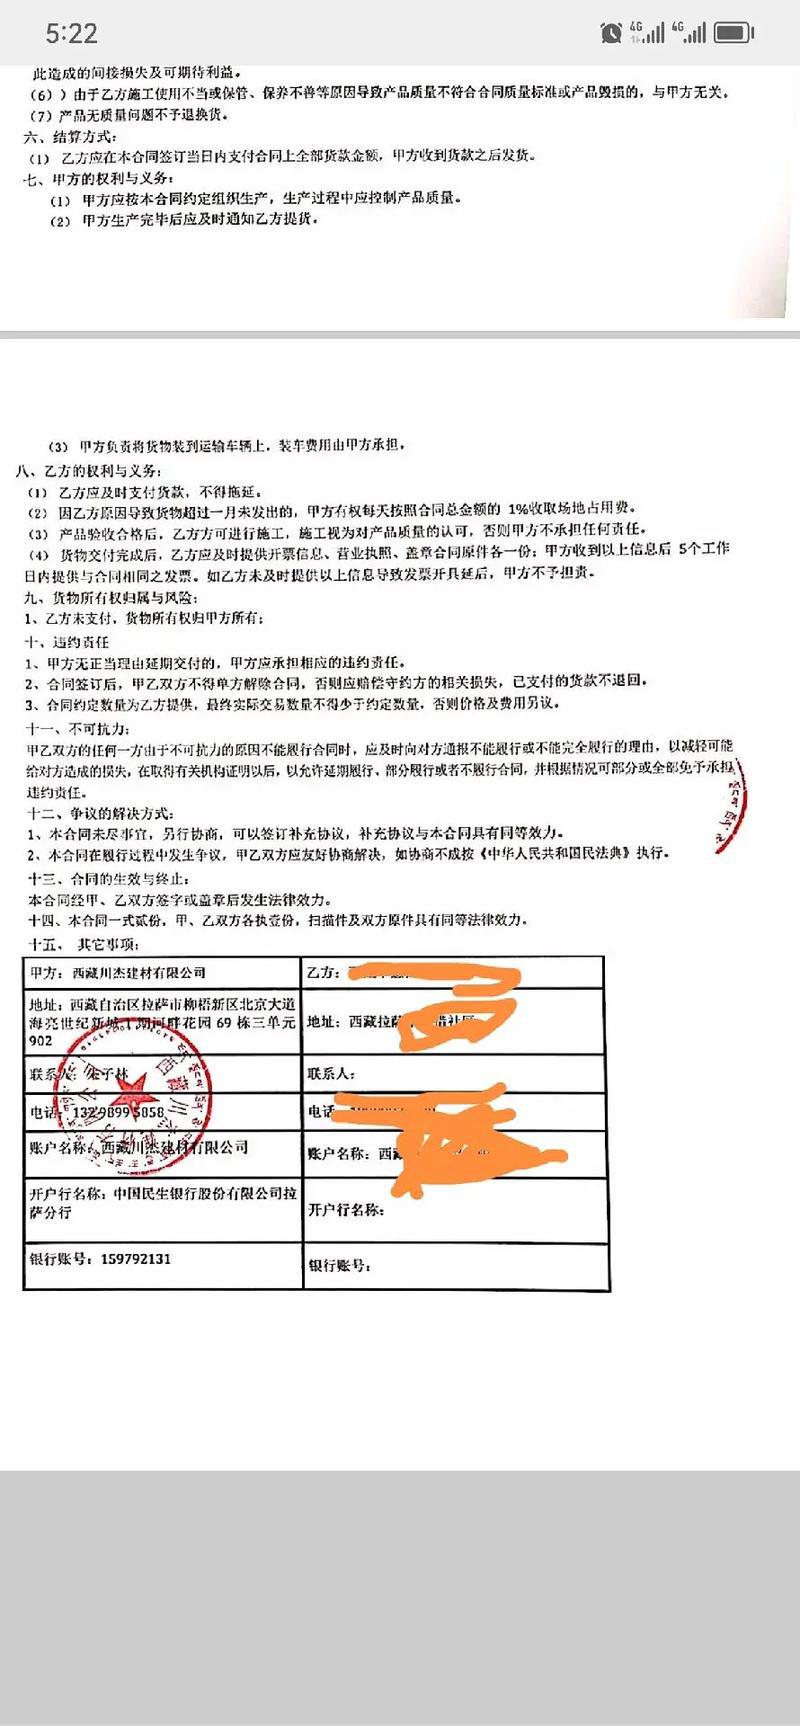 5:22
4G 4G
此造成的间接损失及可期待利益。
（6））由于乙方施工使用不当或保管、保养不善等原因导致产品质量不符合合同质量标准或产品毁损的，与甲方无关。
（7）产品无质量问题不予退换货。
六、结算方式：
（1） 乙方应在本合同签订当日内支付合同上全部货款金额，甲方收到货款之后发货。
七、甲方的权利与义务：
（1） 甲方应按本合同约定组织生产，生产过程中应控制产品质量。
（2） 甲方生产完毕后应及时通知乙方提货。
（3） 甲方负责将货物装到运输车辆上，装车费用由甲方承担。
八、乙方的权利与义务：
（1） 乙方应及时支付货款，不得拖延。
（2） 因乙方原因导致货物超过一月未发出的，甲方有权每天按照合同总金额的 1%收取场地占用费。
（3） 产品验收合格后，乙方方可进行施工，施工视为对产品质量的认可，否则甲方不承担任何责任。
（4） 货物交付完成后，乙方应及时提供开票信息、营业执照、盖章合同原件各一份；甲方收到以上信息后 5个工作
日内提供与合同相同之发票。如乙方未及时提供以上信息导致发票开具延后，甲方不予担责。
九、货物所有权归属与风险：
1、乙方未支付，货物所有权归甲方所有；
十、违约责任
1、甲方无正当理由延期交付的，甲方应承担相应的违约责任。
2、合同签订后，甲乙双方不得单方解除合同，否则应赔偿守约方的相关损失，已支付的货款不退回。
3、合同约定数量为乙方提供，最终实际交易数量不得少于约定数量，否则价格及费用另议。
十一、不可抗力：
甲乙双方的任何一方由于不可抗力的原因不能履行合同时，应及时向对方通报不能履行或不能完全履行的理由，以减轻可能
给对方造成的损失，在取得有关机构证明以后，以允许延期履行、部分履行或者不履行合同，并根据情况可部分或全部免予承担
违约责任。
十二、争议的解决方式：
1、本合同未尽事宜，另行协商，可以签订补充协议，补充协议与本合同具有同等效力。
2、本合同在履行过程中发生争议，甲乙双方应友好协商解决，如协商不成按《中华人民共和国民法典》执行。
十三、合同的生效与终止：
本合同经甲、乙双方签字或盖章后发生法律效力。
十四、本合同一式贰份，甲、乙双方各执壹份，扫描件及双方原件具有同等法律效力。
十五、 其它事项：
甲方：西藏川杰建材有限公司
乙方：
地址：西藏自治区拉萨市柳梧新区北京大道
海亮世纪新城1期河畔花园 69 栋三单元
902
地址：西藏拉萨
联系人：子林
联系人：
电话：132 9899 5858
电话
账户名称：西藏川杰建材有限公司
账户名称：西藏
开户行名称：中国民生银行股份有限公司拉
萨分行
开户行名称：
银行账号：159792131
银行账号：